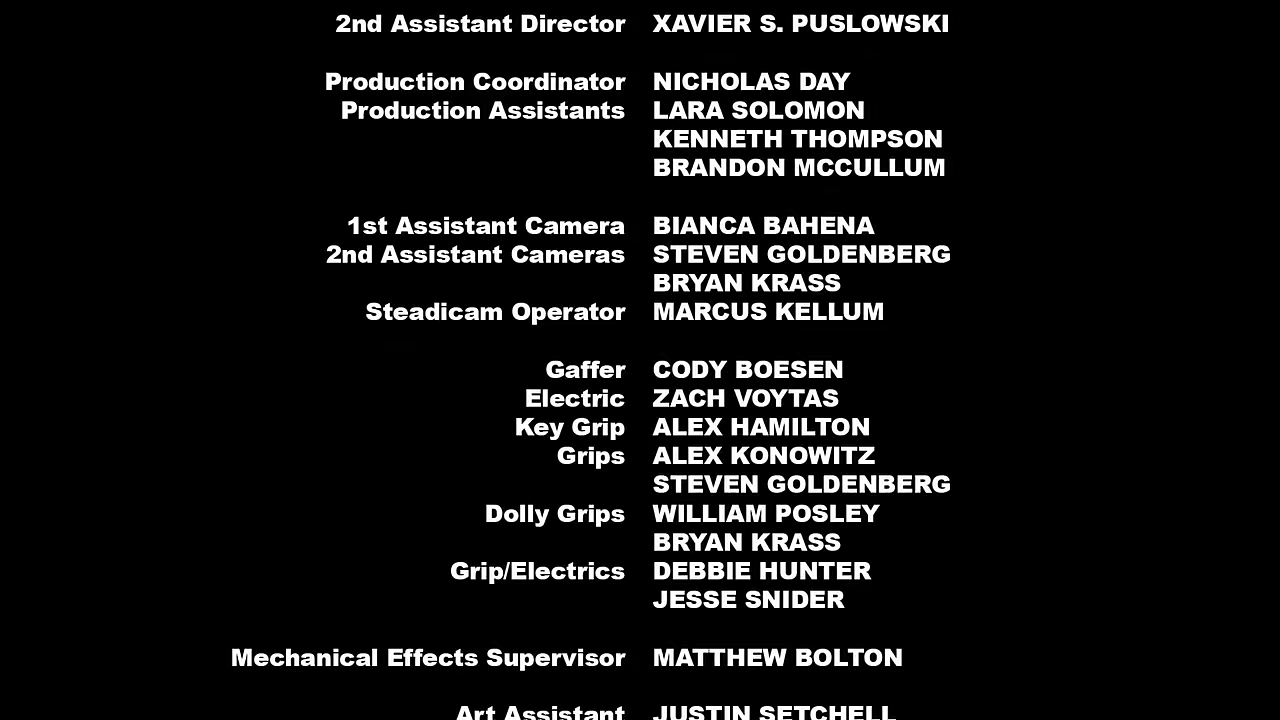 2nd Assistant Director XAVIER S. PUSLOWSKI
Production Coordinator NICHOLAS DAY
Production Assistants LARA SOLOMON
KENNETH THOMPSON
BRANDON MCCULLUM
1st Assistant Camera BIANCA BAHENA
2nd Assistant Cameras STEVEN GOLDENBERG
BRYAN KRASS
Steadicam Operator MARCUS KELLUM
Gaffer CODY BOESEN
Electric ZACH VOYTAS
Key Grip ALEX HAMILTON
Grips ALEX KONOWITZ
STEVEN GOLDENBERG
Dolly Grips WILLIAM POSLEY
BRYAN KRASS
Grip/Electrics DEBBIE HUNTER
JESSE SNIDER
Mechanical Effects Supervisor MATTHEW BOLTON
Art Assistant JUSTIN SETCHELL